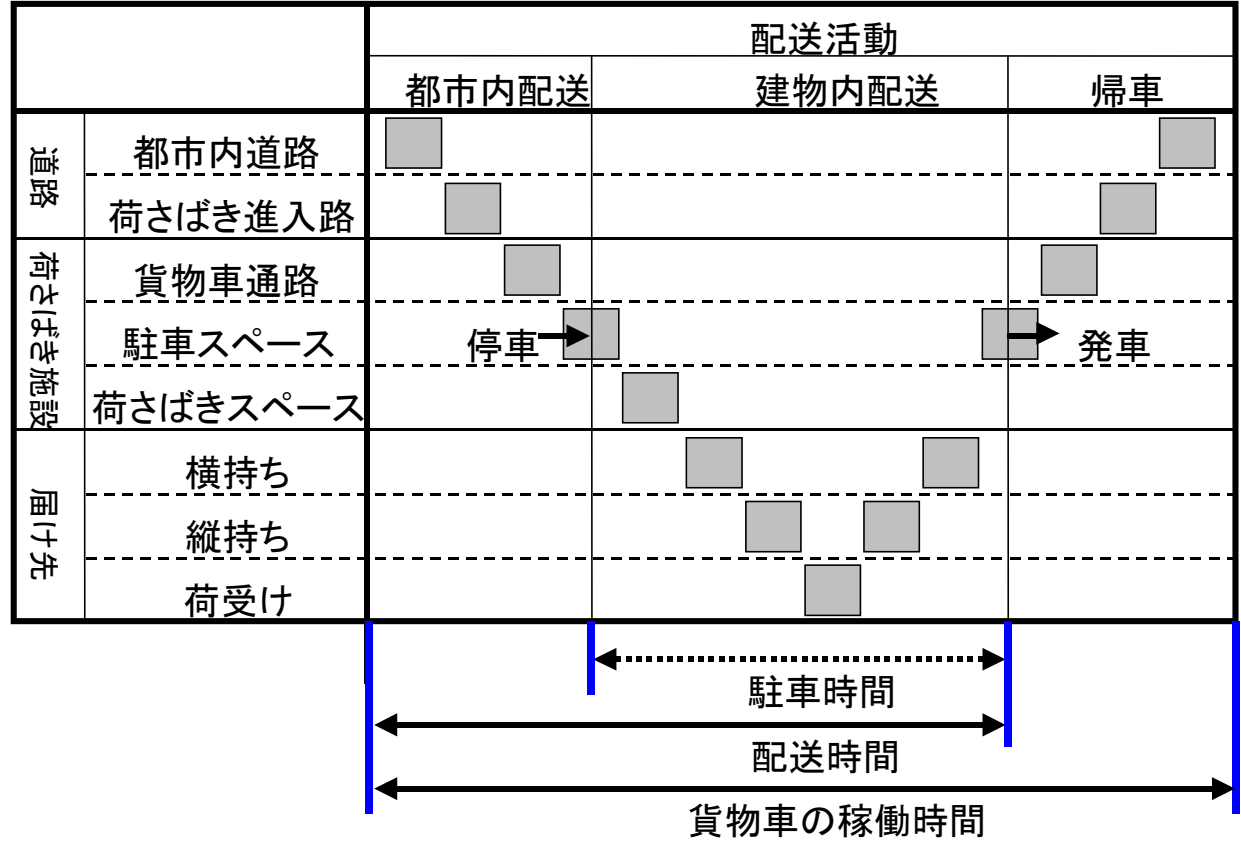 配送活動
都市内配送
建物内配送
帰車
道路
都市内道路
荷さばき進入路
荷さばき施設
貨物車通路
駐車スペース
停車
発車
荷さばきスペース
届け先
横持ち
縦持ち
荷受け
駐車時間
配送時間
貨物車の稼働時間